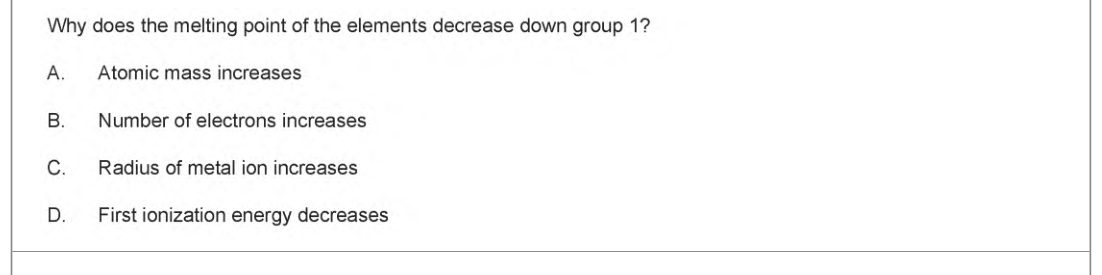 Why does the melting point of the elements decrease down group 1?
A. Atomic mass increases
B. Number of electrons increases
C. Radius of metal ion increases
D. First ionization energy decreases